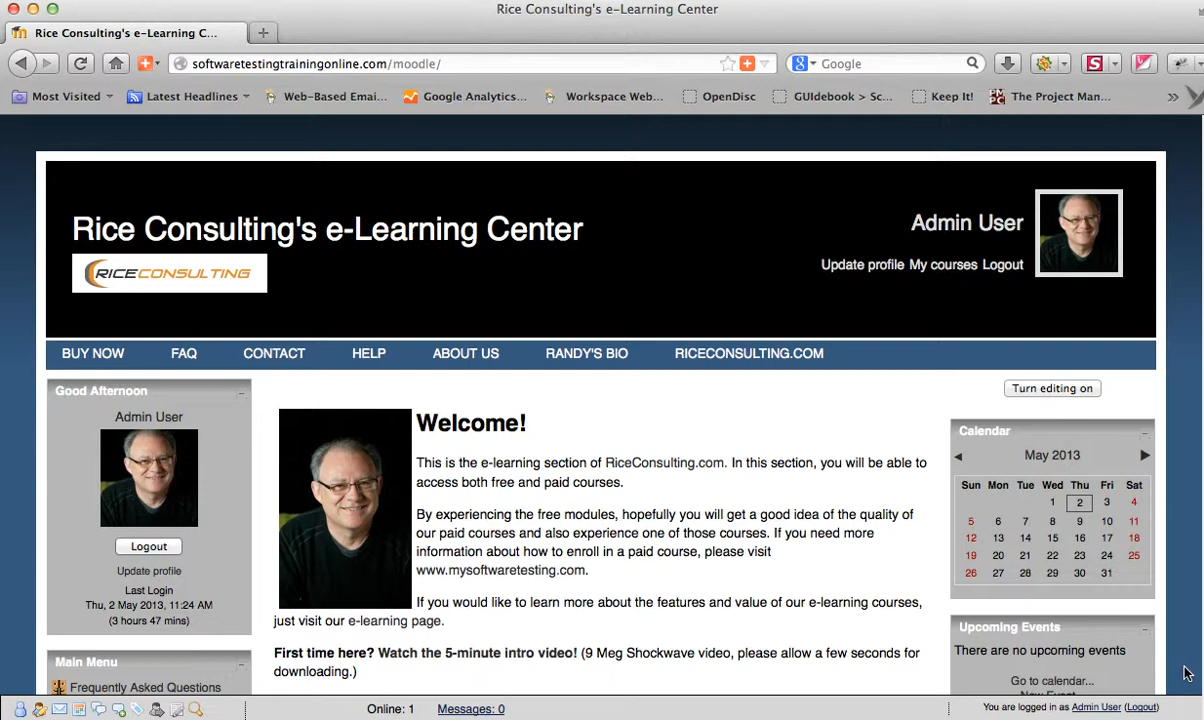 Rice Consulting's e-Learning Center
Rice Consulting's e-Learning C...
softwaretestingtrainingonline.com/moodle/
Google
Most Visited
Latest Headlines
Web-Based Emai...
Google Analytics...
Workspace Web...
OpenDisc
GUIdebook > Sc...
Keep It!
The Project Man...
Rice Consulting's e-Learning Center
RICECONSULTING
Admin User
Update profile My courses Logout
BUY NOW
FAQ
CONTACT
HELP
ABOUT US
RANDY'S BIO
RICECONSULTING.COM
Good Afternoon
Admin User
Logout
Update profile
Last Login
Thu, 2 May 2013, 11:24 AM
(3 hours 47 mins)
Main Menu
Frequently Asked Questions
Welcome!
This is the e-learning section of RiceConsulting.com. In this section, you will be able to
access both free and paid courses.
By experiencing the free modules, hopefully you will get a good idea of the quality of
our paid courses and also experience one of those courses. If you need more
information about how to enroll in a paid course, please visit
www.mysoftwaretesting.com.
If you would like to learn more about the features and value of our e-learning courses,
just visit our e-learning page.
First time here? Watch the 5-minute intro video! (9 Meg Shockwave video, please allow a few seconds for
downloading.)
Turn editing on
Calendar
May 2013
Sun Mon Tue Wed Thu Fri Sat
1 2 3 4
5 6 7 8 9 10 11
12 13 14 15 16 17 18
19 20 21 22 23 24 25
26 27 28 29 30 31
Upcoming Events
There are no upcoming events
Go to calendar...
New Event
Online: 1
Messages: 0
You are logged in as Admin User (Logout)